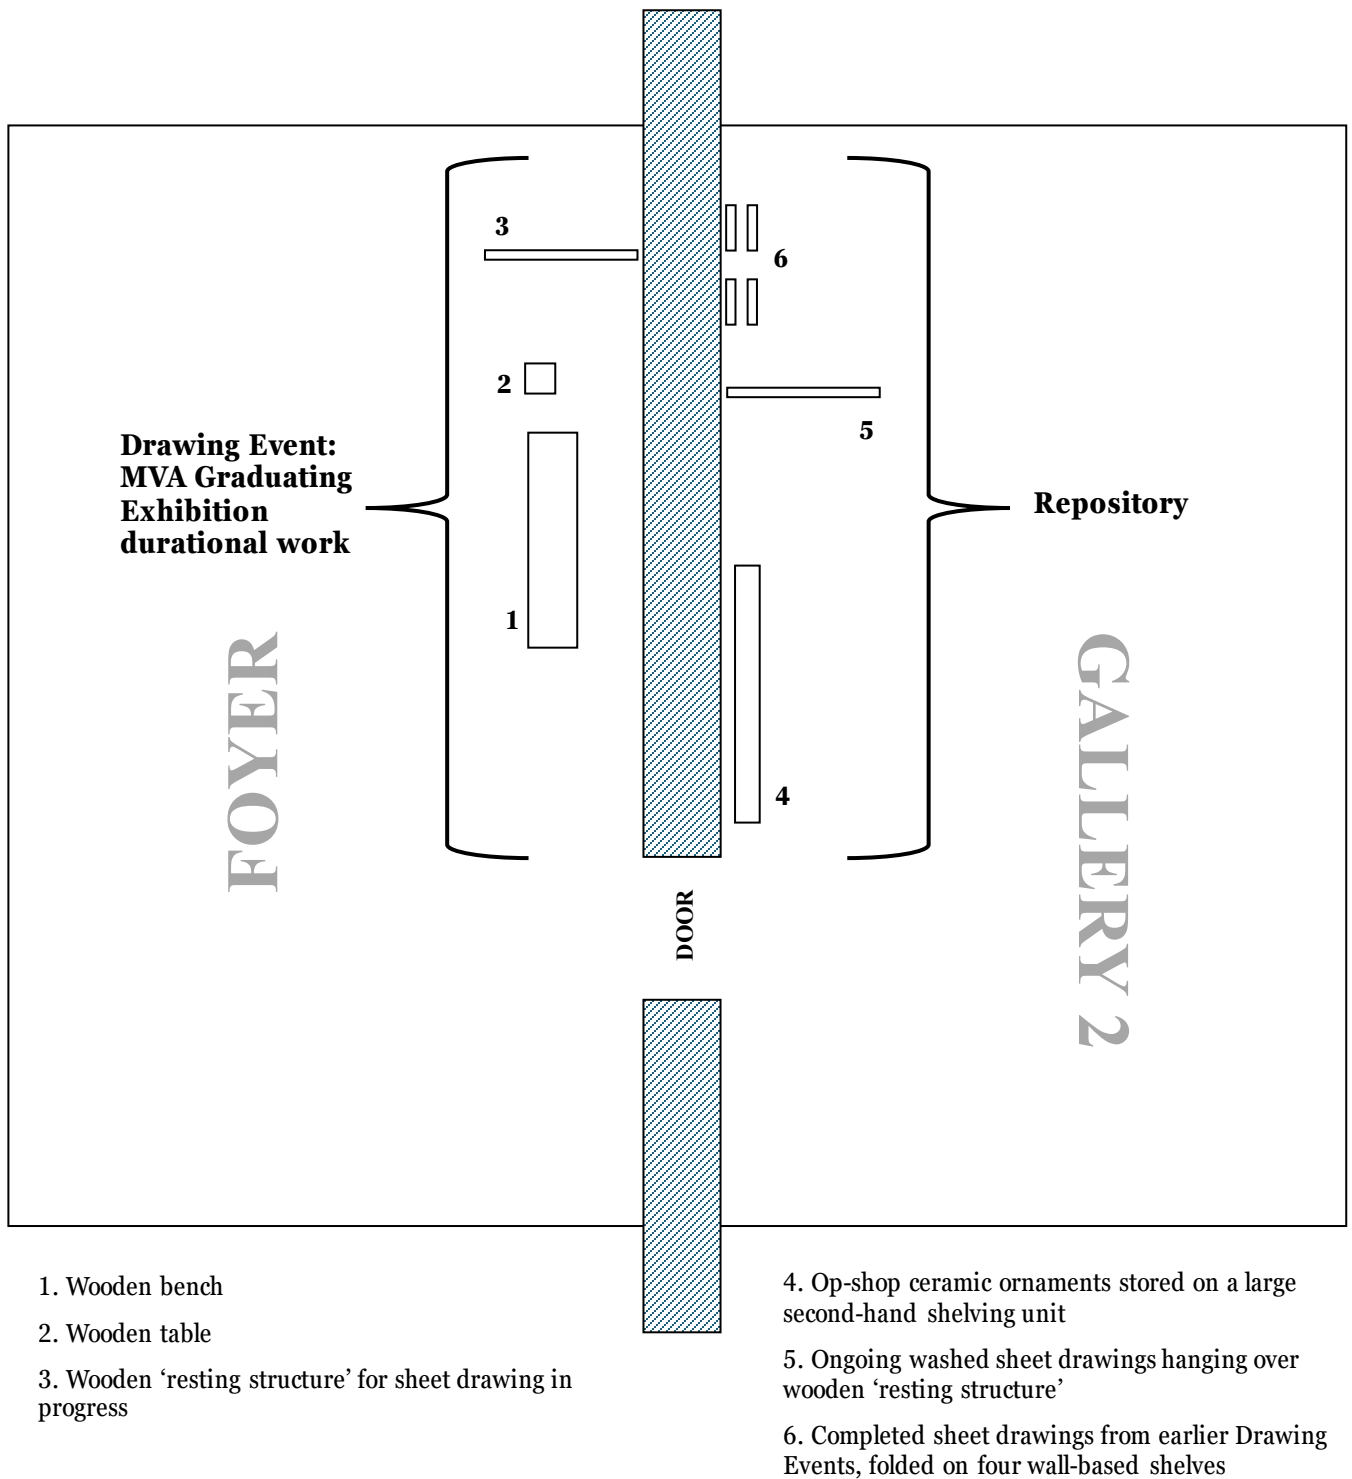 3
6
2
5
Drawing Event:
MVA Graduating
Exhibition
durational work
Repository
1
FOYER
GALLERY 2
4
DOOR
1. Wooden bench
2. Wooden table
3. Wooden ‘resting structure’ for sheet drawing in
progress
4. Op-shop ceramic ornaments stored on a large
second-hand shelving unit
5. Ongoing washed sheet drawings hanging over
wooden ‘resting structure’
6. Completed sheet drawings from earlier Drawing
Events, folded on four wall-based shelves